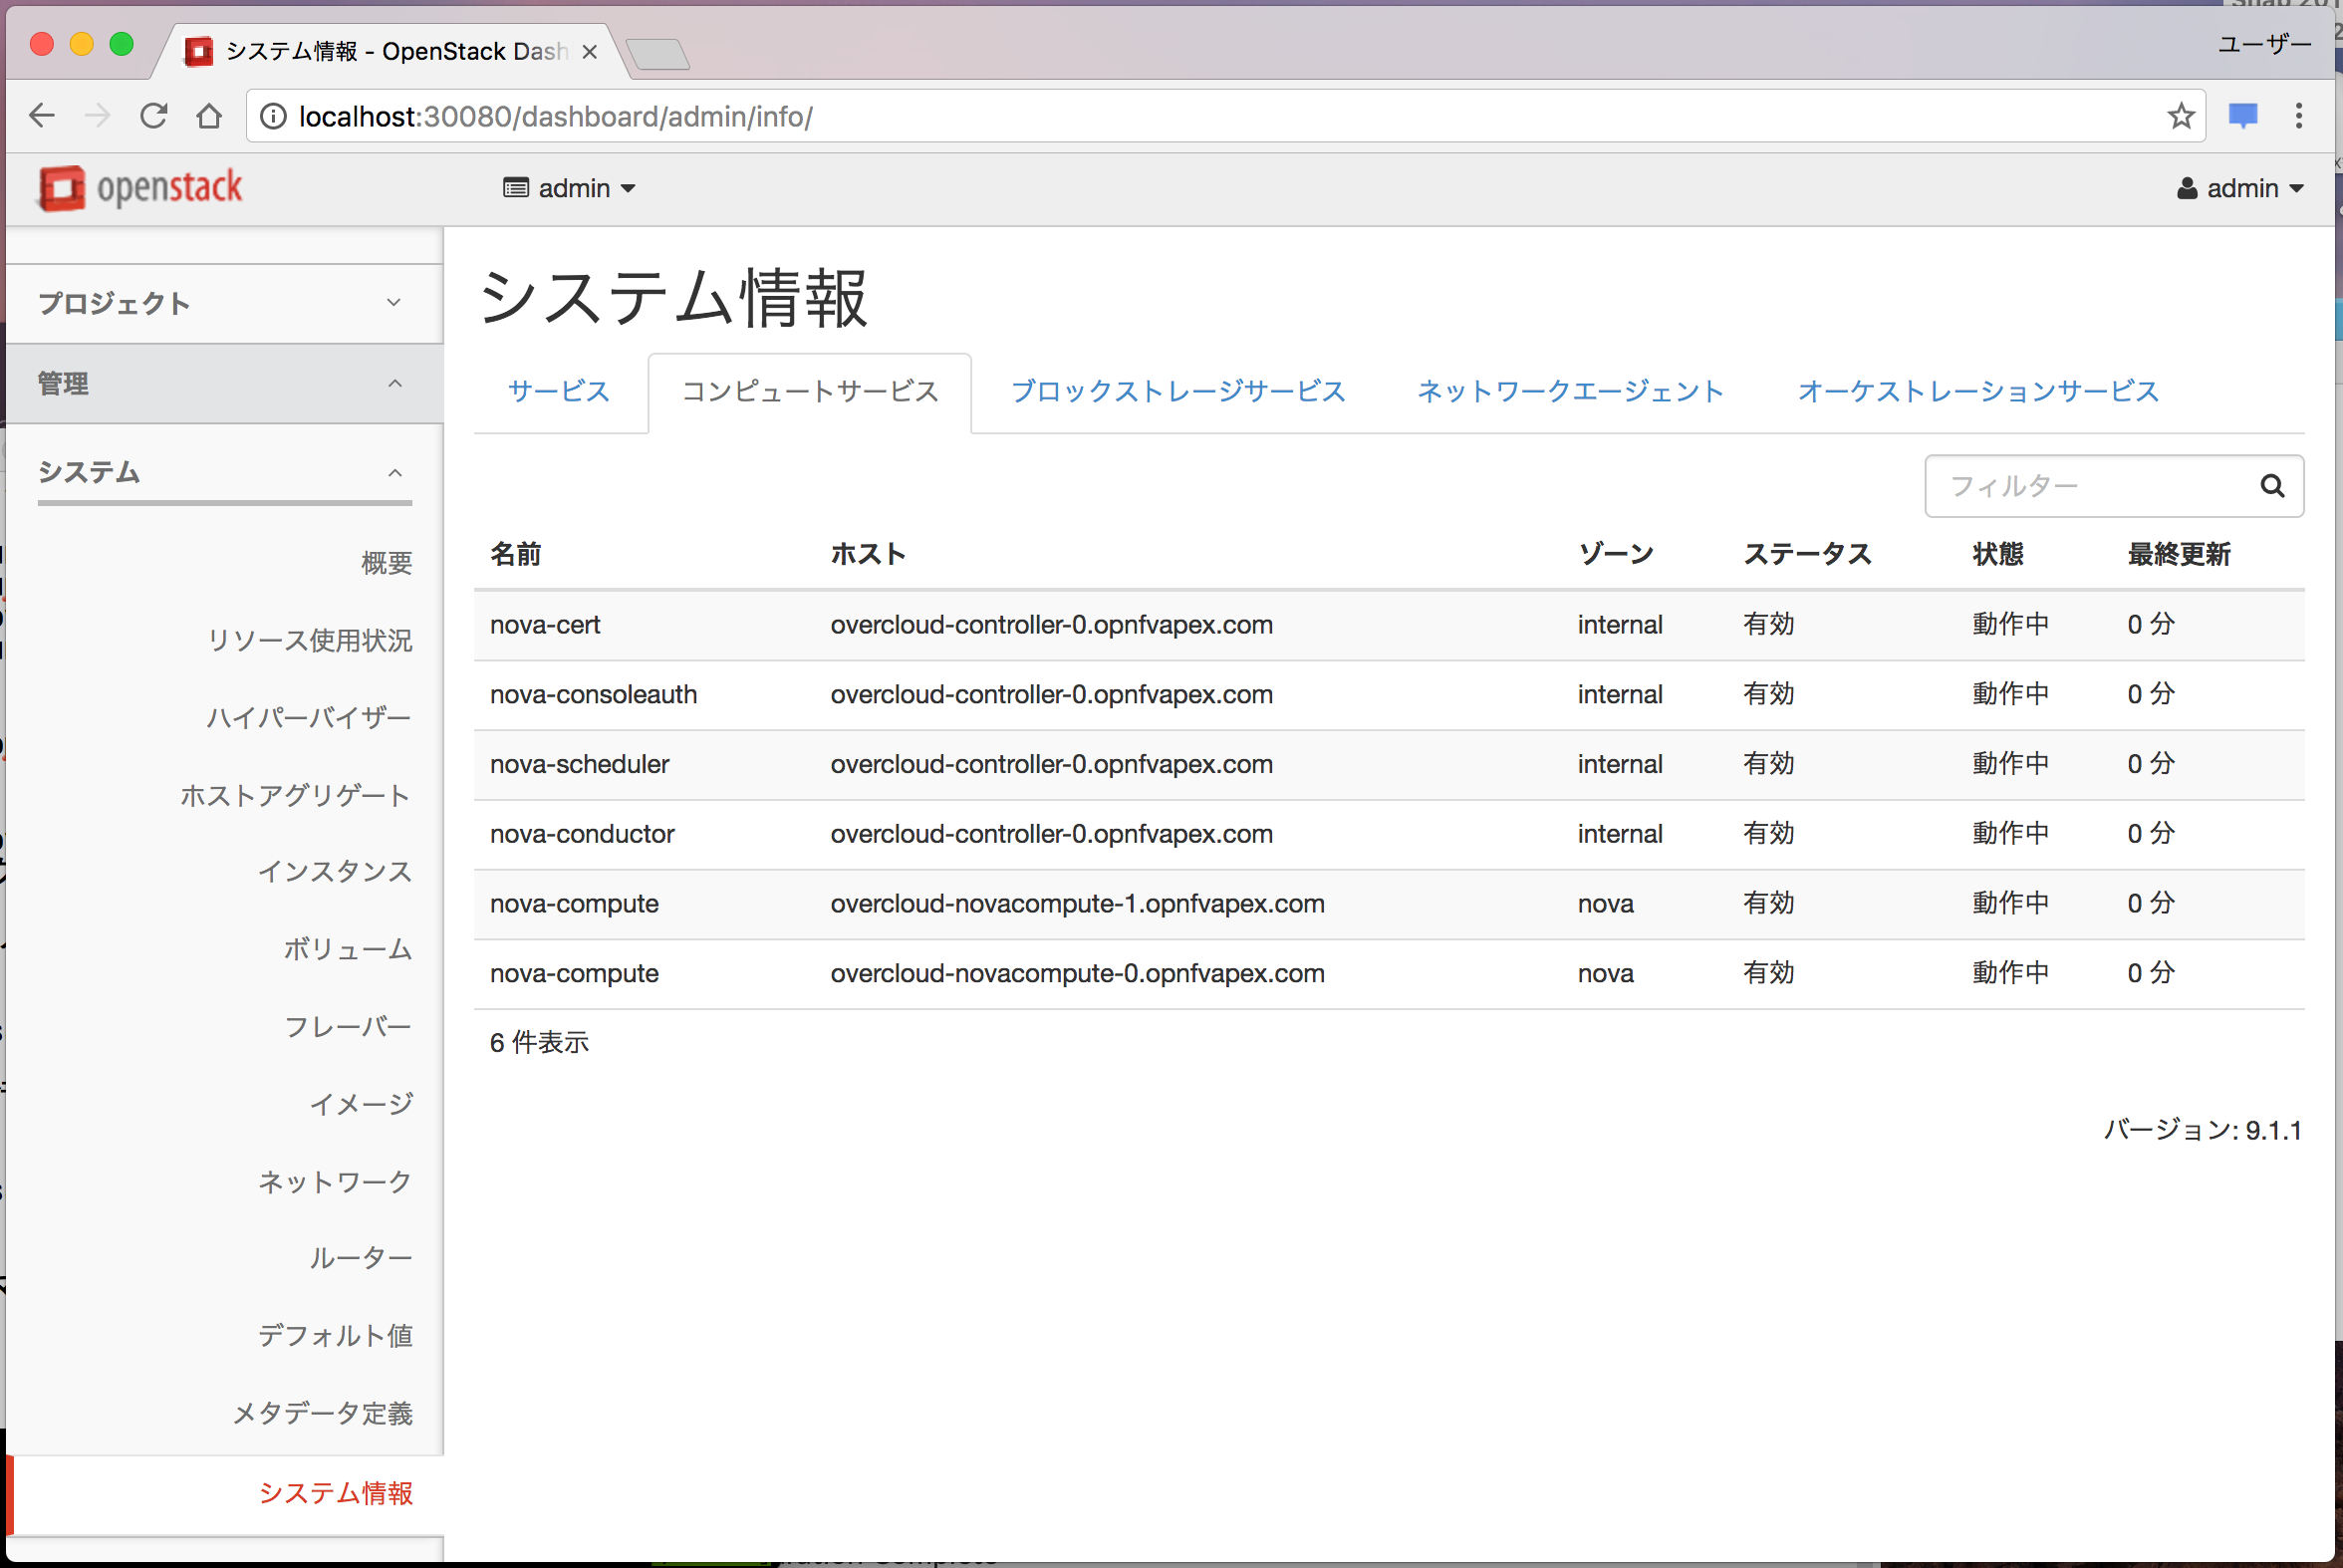 システム情報 - OpenStack Dash
ユーザー
localhost:30080/dashboard/admin/info/
openstack
admin
admin
プロジェクト
管理
システム
概要
リソース使用状況
ハイパーバイザー
ホストアグリゲート
インスタンス
ボリューム
フレーバー
イメージ
ネットワーク
ルーター
デフォルト値
メタデータ定義
システム情報
システム情報
サービス コンピュートサービス ブロックストレージサービス ネットワークエージェント オーケストレーションサービス
フィルター
名前 ホスト ゾーン ステータス 状態 最終更新
nova-cert overcloud-controller-0.opnfvapex.com internal 有効 動作中 0 分
nova-consoleauth overcloud-controller-0.opnfvapex.com internal 有効 動作中 0 分
nova-scheduler overcloud-controller-0.opnfvapex.com internal 有効 動作中 0 分
nova-conductor overcloud-controller-0.opnfvapex.com internal 有効 動作中 0 分
nova-compute overcloud-novacompute-1.opnfvapex.com nova 有効 動作中 0 分
nova-compute overcloud-novacompute-0.opnfvapex.com nova 有効 動作中 0 分
6 件表示
バージョン: 9.1.1